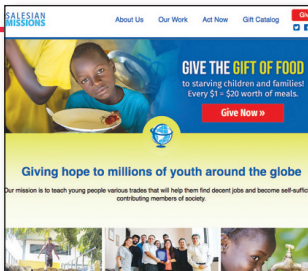 SALESIAN
MISSIONS
About Us Our Work Act Now Gift Catalog
GIVE THE GIFT OF FOOD
to starving children and families!
Every $1 = $20 worth of meals.
Give Now »
Giving hope to millions of youth around the globe
Our mission is to teach young people various trades that will help them find decent jobs and become self-suffic
contributing members of society.